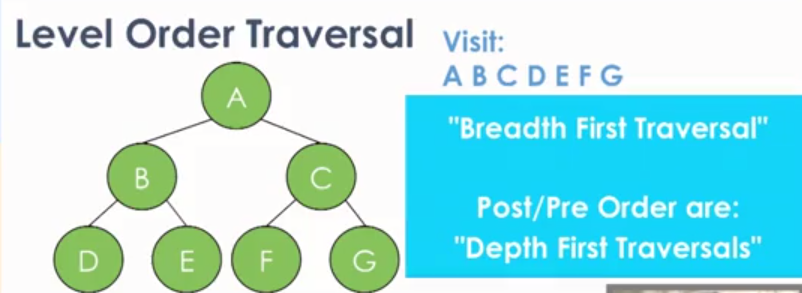 Level Order Traversal
Visit:
A B C D E F G
A
B
C
D
E
F
G
"Breadth First Traversal"
Post/Pre Order are:
"Depth First Traversals"